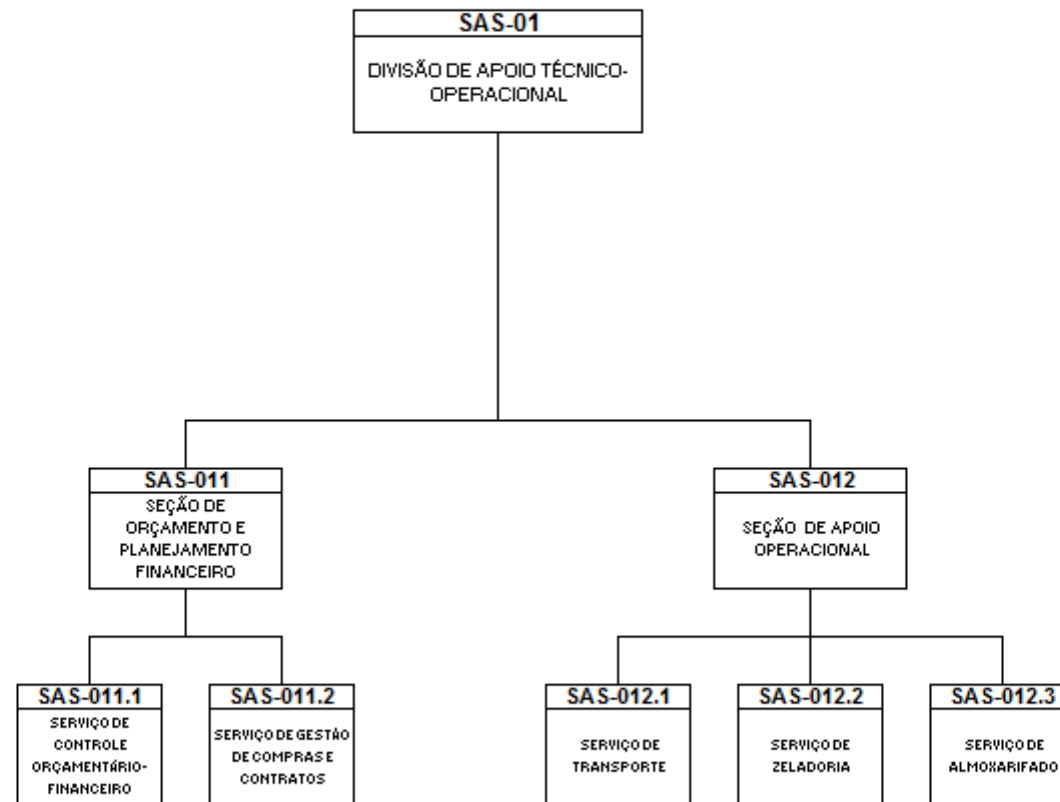 SAS-01
DIVISÃO DE APOIO TÉCNICO-
OPERACIONAL
SAS-011
SEÇÃO DE
ORÇAMENTO E
PLANEJAMENTO
FINANCEIRO
SAS-012
SEÇÃO DE APOIO
OPERACIONAL
SAS-011.1
SERVIÇO DE
CONTROLE
ORÇAMENTÁRIO-
FINANCEIRO
SAS-011.2
SERVIÇO DE GESTÃO
DE COMPRAS E
CONTRATOS
SAS-012.1
SERVIÇO DE
TRANSPORTE
SAS-012.2
SERVIÇO DE
ZELADORIA
SAS-012.3
SERVIÇO DE
ALMOXARIFADO